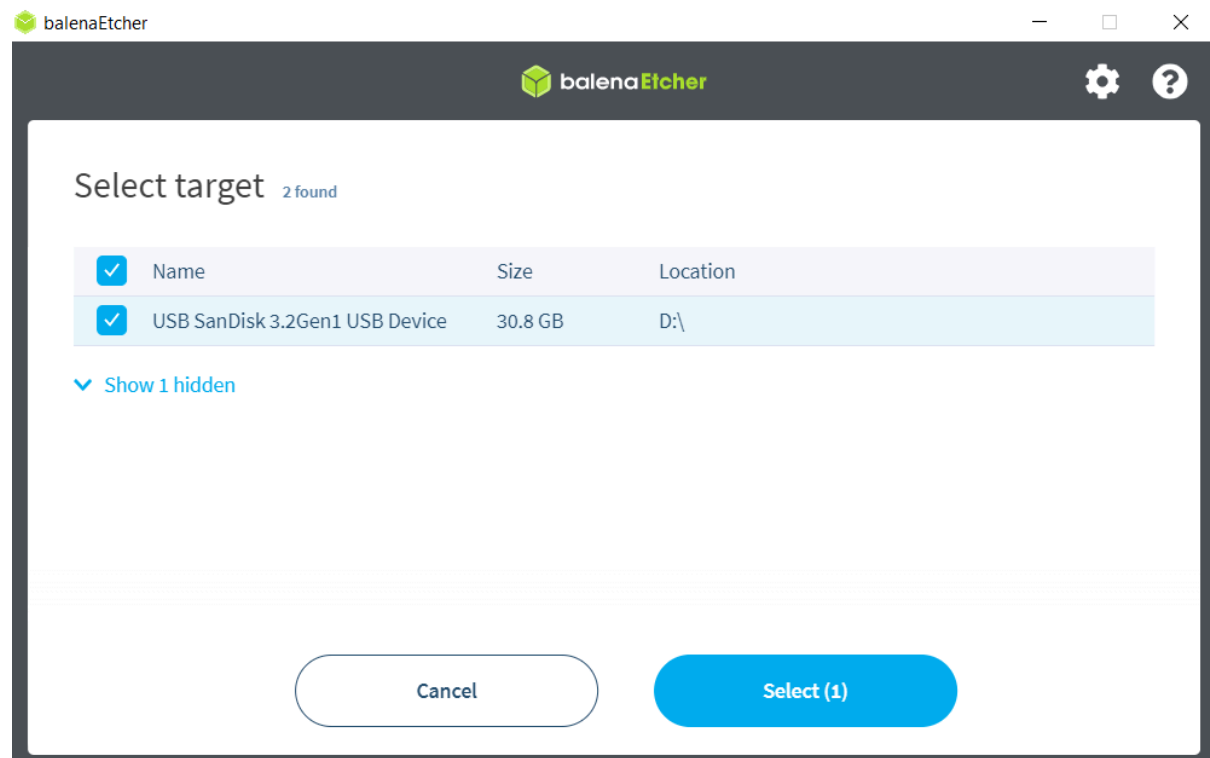 balenaEtcher
balenaEtcher
Select target 2 found
Name Size Location
USB SanDisk 3.2Gen1 USB Device 30.8 GB D:\
Show 1 hidden
Cancel Select (1)